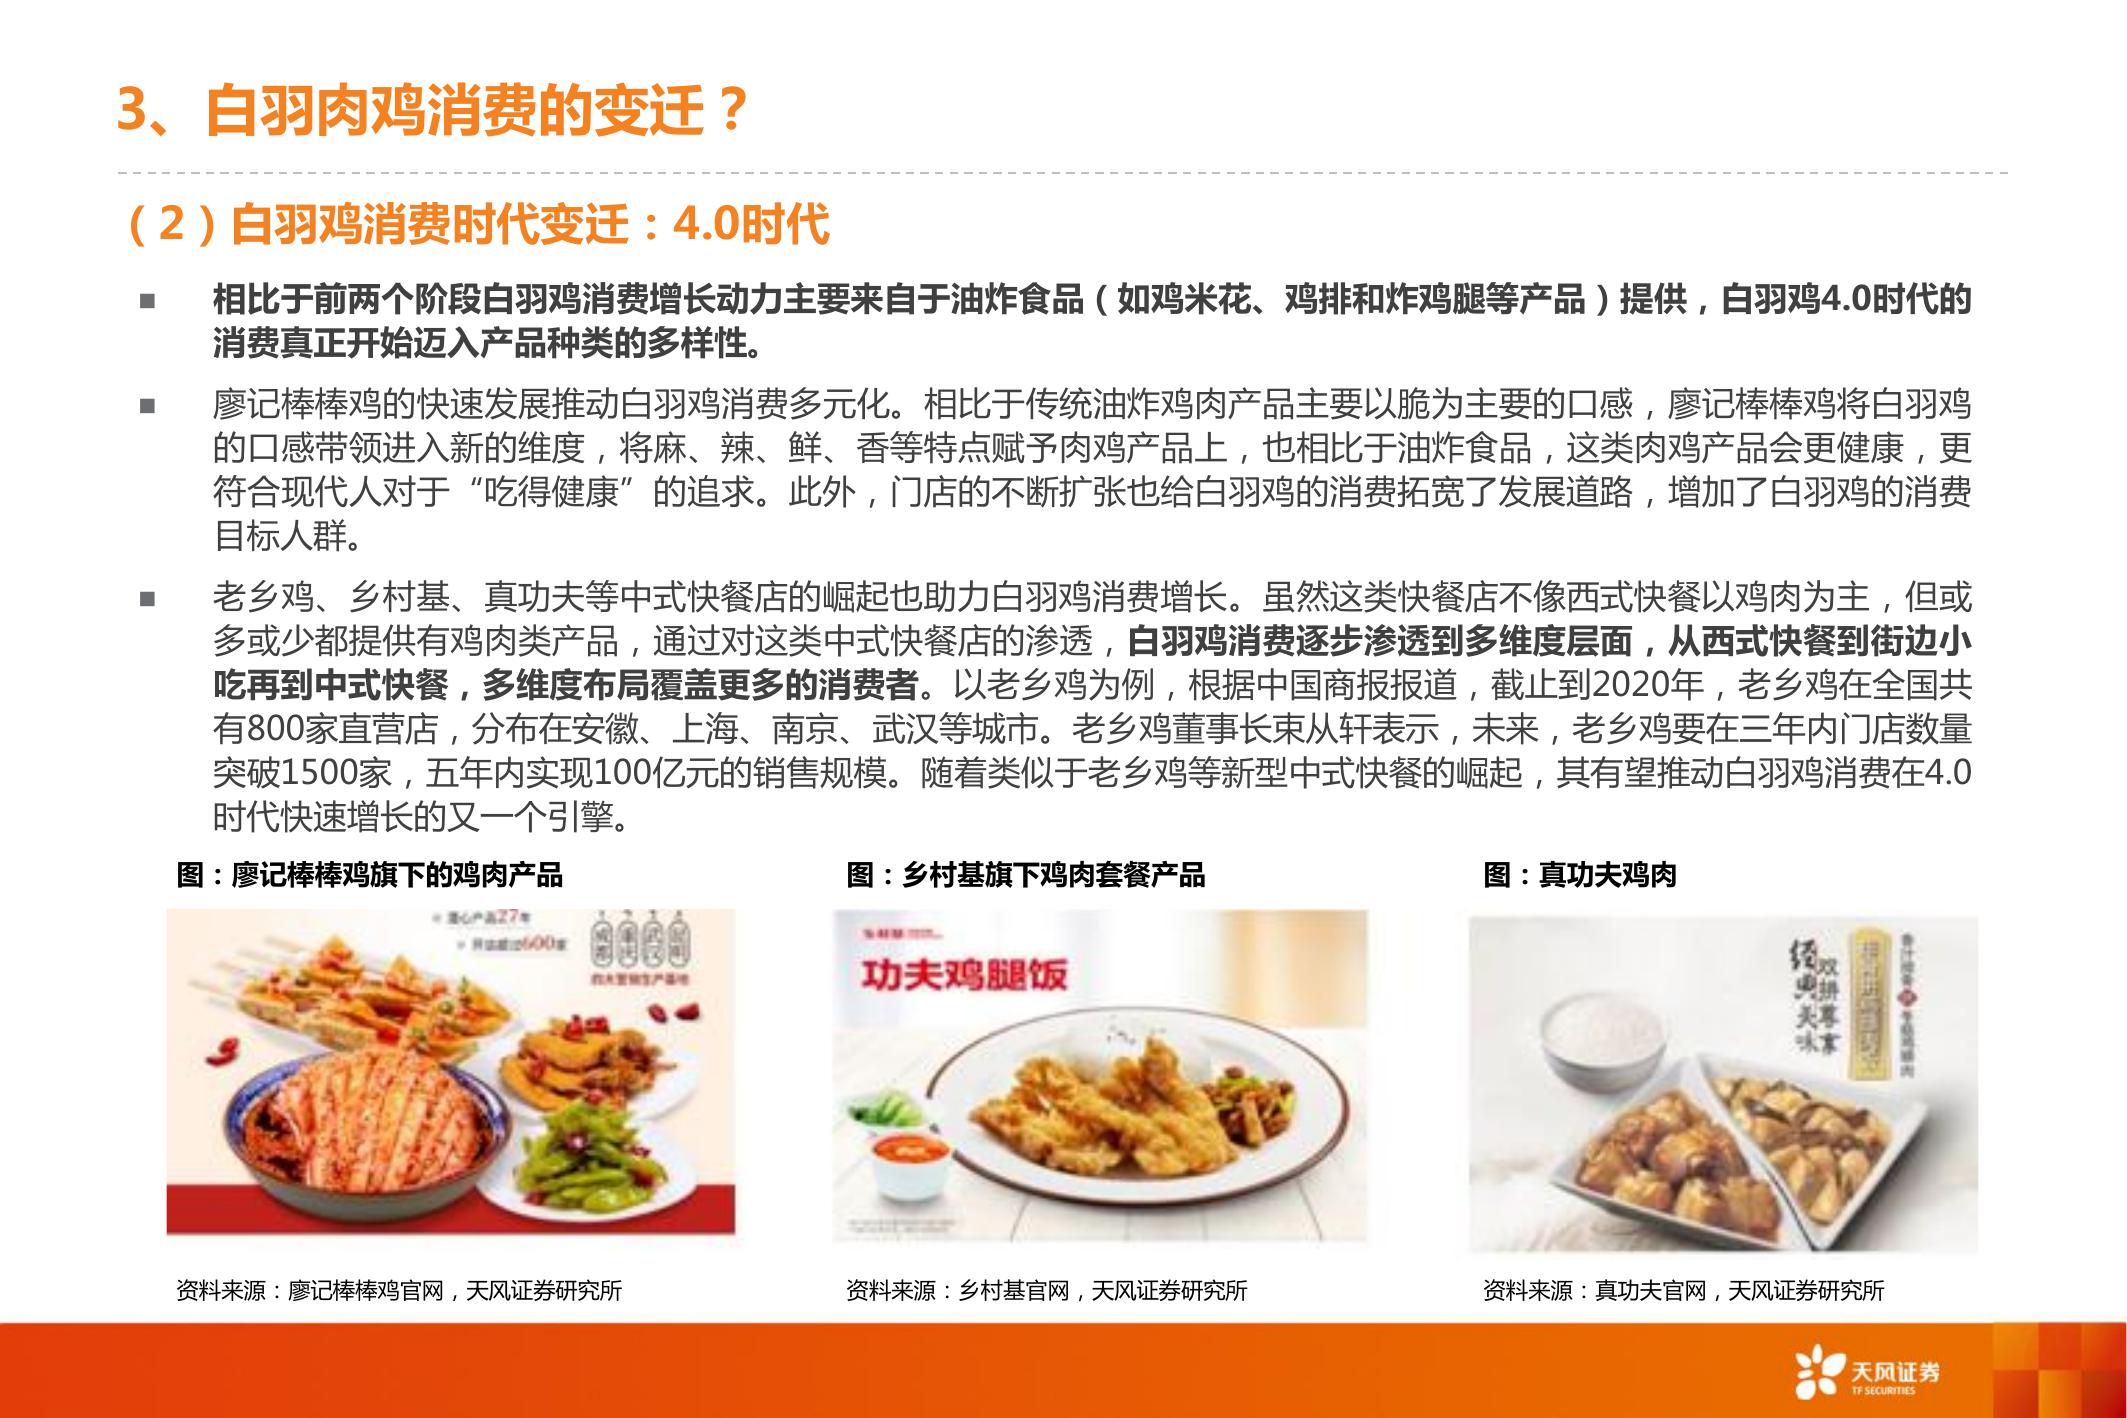 3、白羽肉鸡消费的变迁？
（2）白羽鸡消费时代变迁：4.0时代
■ 相比于前两个阶段白羽鸡消费增长动力主要来自于油炸食品（如鸡米花、鸡排和炸鸡腿等产品）提供，白羽鸡4.0时代的
消费真正开始迈入产品种类的多样性。
■ 廖记棒棒鸡的快速发展推动白羽鸡消费多元化。相比于传统油炸鸡肉产品主要以脆为主要的口感，廖记棒棒鸡将白羽鸡
的口感带领进入新的维度，将麻、辣、鲜、香等特点赋予肉鸡产品上，也相比于油炸食品，这类肉鸡产品会更健康，更
符合现代人对于“吃得健康”的追求。此外，门店的不断扩张也给白羽鸡的消费拓宽了发展道路，增加了白羽鸡的消费
目标人群。
■ 老乡鸡、乡村基、真功夫等中式快餐店的崛起也助力白羽鸡消费增长。虽然这类快餐店不像西式快餐以鸡肉为主，但或
多或少都提供有鸡肉类产品，通过对这类中式快餐店的渗透，白羽鸡消费逐步渗透到多维度层面，从西式快餐到街边小
吃再到中式快餐，多维度布局覆盖更多的消费者。以老乡鸡为例，根据中国商报报道，截止到2020年，老乡鸡在全国共
有800家直营店，分布在安徽、上海、南京、武汉等城市。老乡鸡董事长束从轩表示，未来，老乡鸡要在三年内门店数量
突破1500家，五年内实现100亿元的销售规模。随着类似于老乡鸡等新型中式快餐的崛起，其有望推动白羽鸡消费在4.0
时代快速增长的又一个引擎。
图：廖记棒棒鸡旗下的鸡肉产品
图：乡村基旗下鸡肉套餐产品
图：真功夫鸡肉
27年
600家
功夫鸡腿饭
经典美味
双拼尊享
资料来源：廖记棒棒鸡官网，天风证券研究所
资料来源：乡村基官网，天风证券研究所
资料来源：真功夫官网，天风证券研究所
天风证券
TF SECURITIES